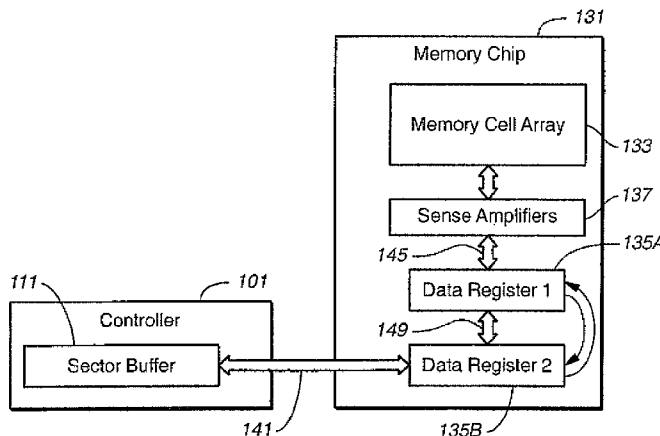 131
Memory Chip
Memory Cell Array
133
137
Sense Amplifiers
145
135A
Data Register 1
111
101
Controller
149
Sector Buffer
Data Register 2
141
135B